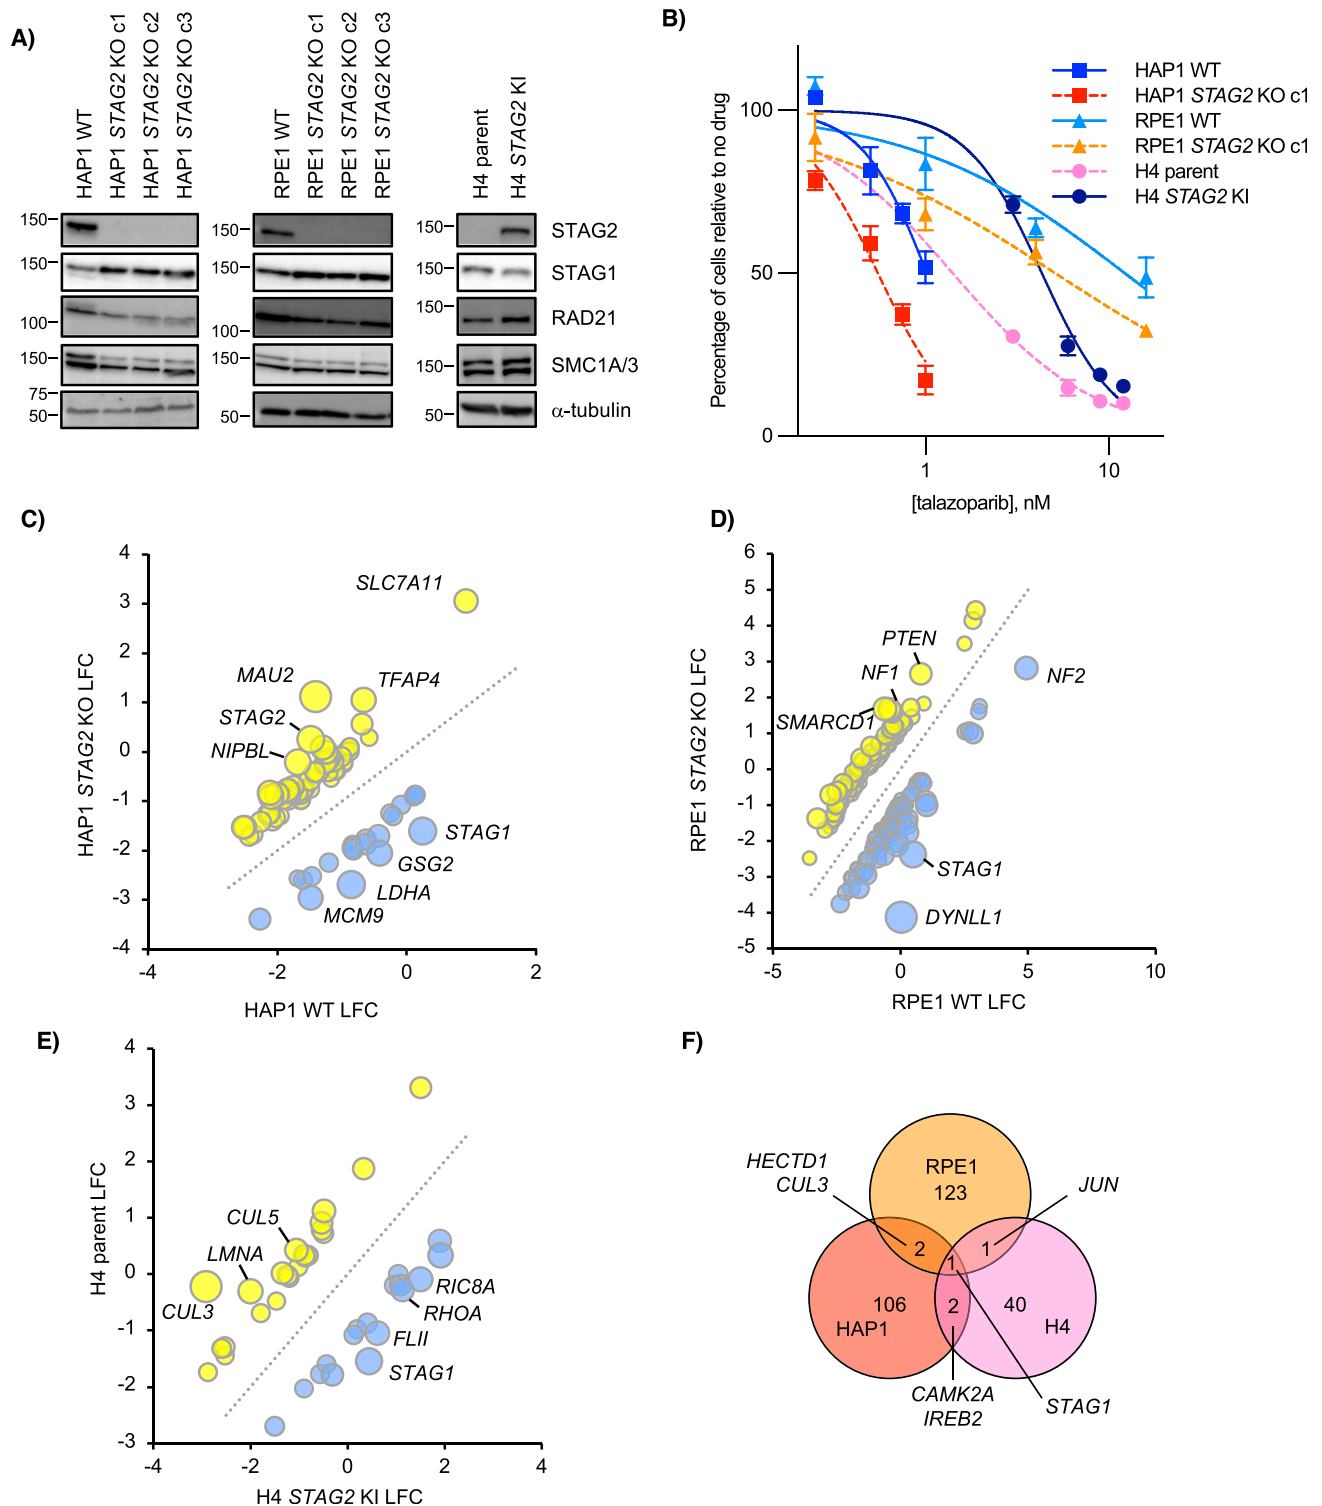 A)
HAP1 WT
HAP1 STAG2 KO c1
HAP1 STAG2 KO c2
HAP1 STAG2 KO c3
RPE1 WT
RPE1 STAG2 KO c1
RPE1 STAG2 KO c2
RPE1 STAG2 KO c3
H4 parent
H4 STAG2 KI
150
150
150
STAG2
150
150
150
STAG1
100
100
100
RAD21
150
150
150
SMC1A/3
75
50
50
50
α-tubulin
B)
Percentage of cells relative to no drug
100
50
0
1
10
[talazoparib], nM
HAP1 WT
HAP1 STAG2 KO c1
RPE1 WT
RPE1 STAG2 KO c1
H4 parent
H4 STAG2 KI
C)
HAP1 STAG2 KO LFC
4
3
2
1
0
-1
-2
-3
-4
-4
-2
0
2
HAP1 WT LFC
SLC7A11
MAU2
TFAP4
STAG2
NIPBL
STAG1
GSG2
LDHA
MCM9
D)
RPE1 STAG2 KO LFC
6
5
4
3
2
1
0
-1
-2
-3
-4
-5
-5
0
5
10
RPE1 WT LFC
PTEN
NF1
SMARCD1
NF2
STAG1
DYNLL1
E)
H4 parent LFC
4
3
2
1
0
-1
-2
-3
-4
-2
0
2
4
H4 STAG2 KI LFC
CUL5
LMNA
CUL3
RIC8A
RHOA
FLII
STAG1
F)
HECTD1
CUL3
RPE1
123
JUN
2
1
1
106
HAP1
2
40
H4
CAMK2A
IREB2
STAG1